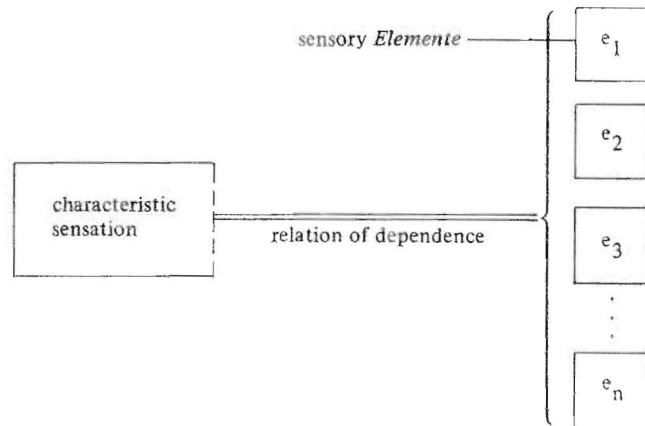 sensory Elemente
e1
e2
characteristic
sensation
relation of dependence
e3
en